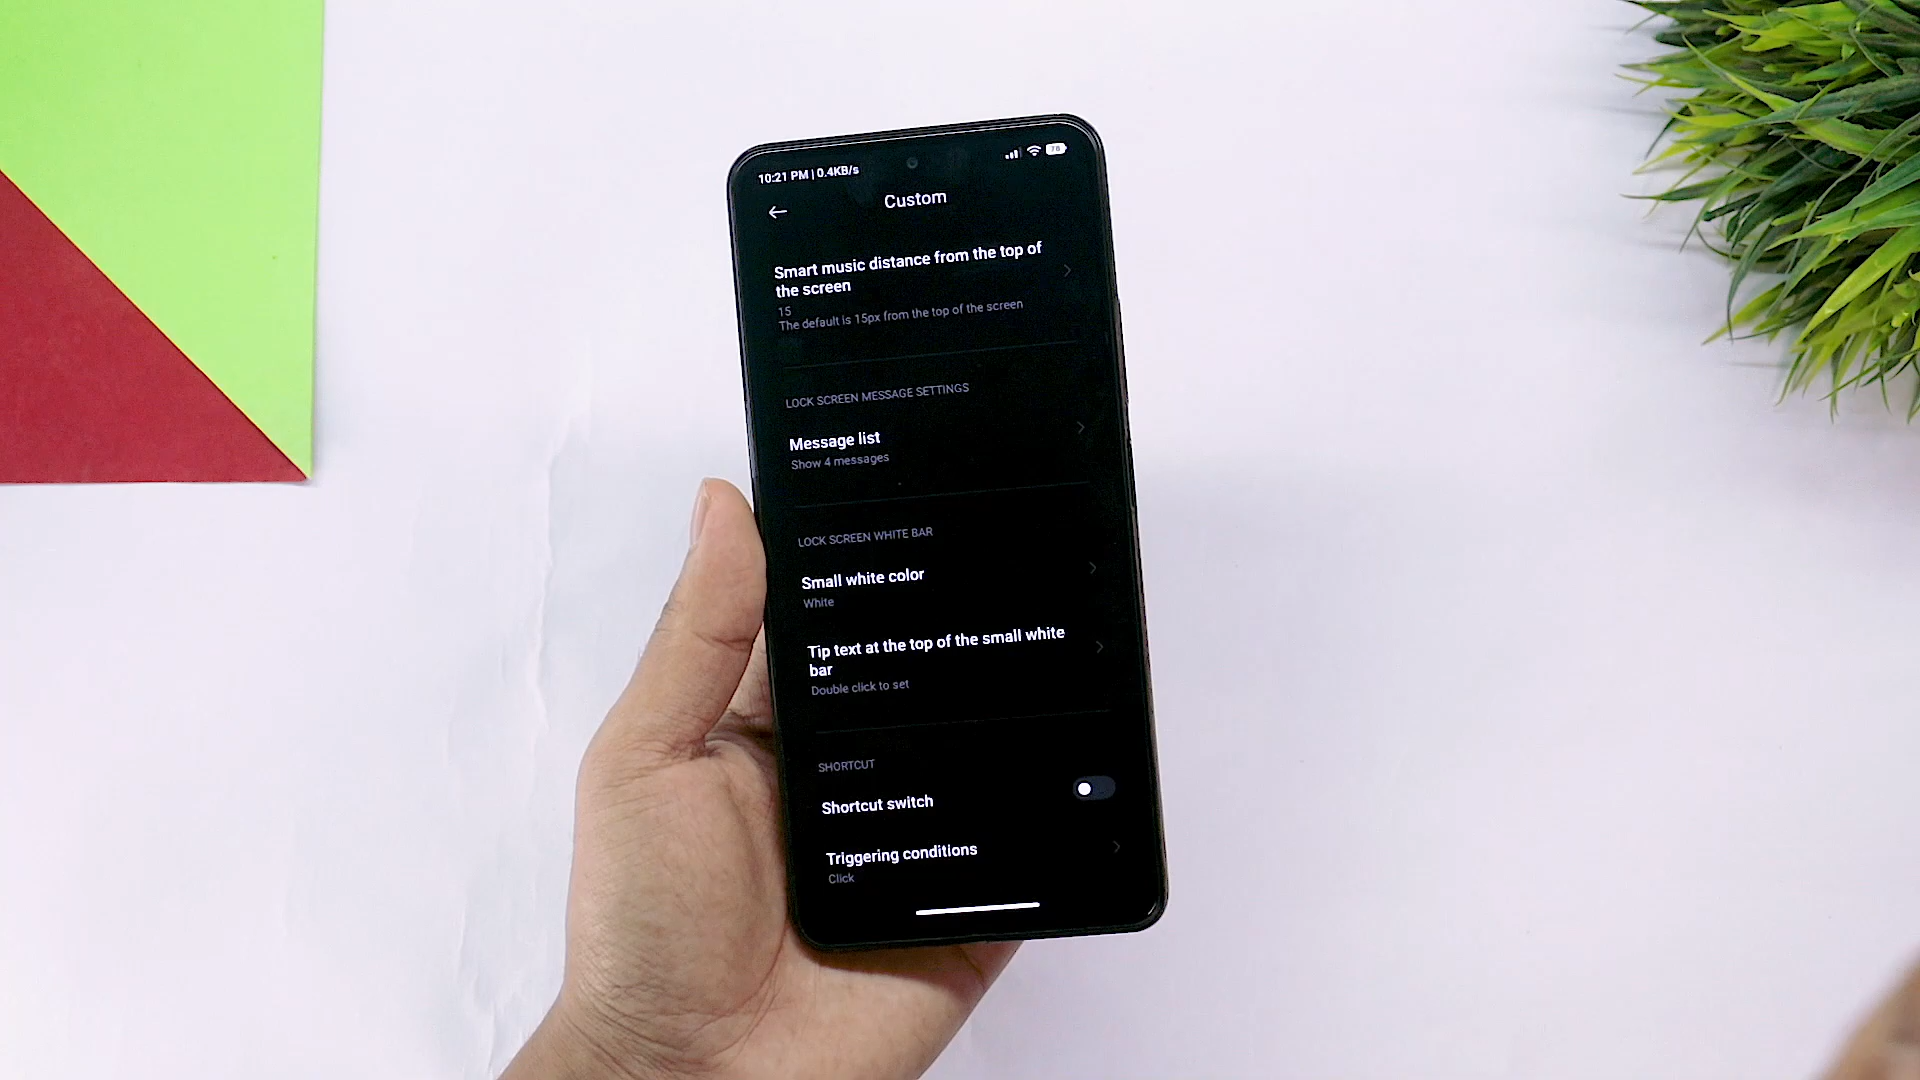 10:21 PM | 0.4KB/s
78
Custom
Smart music distance from the top of
the screen
15
The default is 15px from the top of the screen
LOCK SCREEN MESSAGE SETTINGS
Message list
Show 4 messages
LOCK SCREEN WHITE BAR
Small white color
White
Tip text at the top of the small white
bar
Double click to set
SHORTCUT
Shortcut switch
Triggering conditions
Click